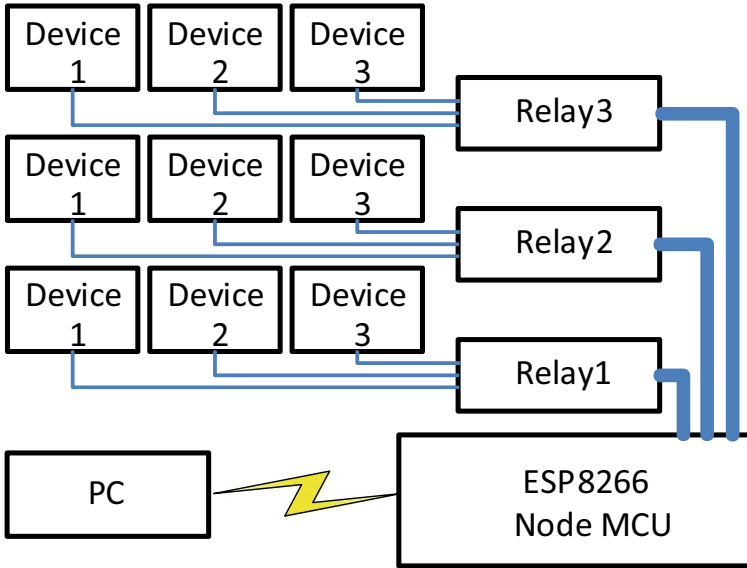 Device
1
Device
2
Device
3
Relay3
Device
1
Device
2
Device
3
Relay2
Device
1
Device
2
Device
3
Relay1
PC
ESP8266
Node MCU